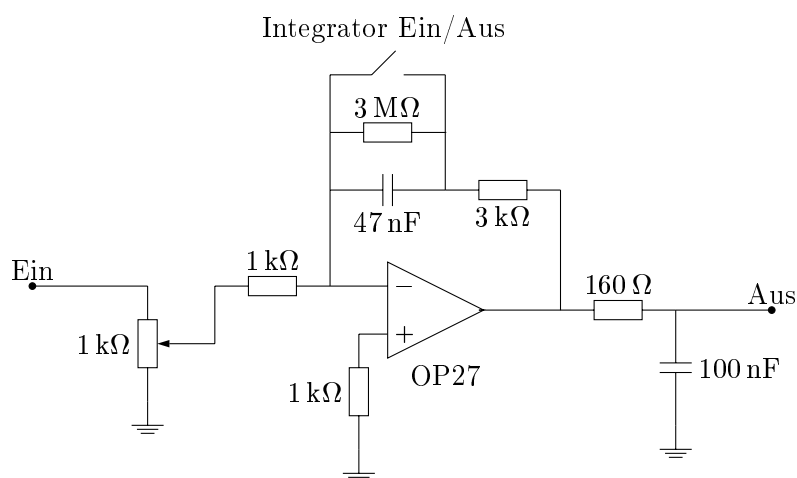 Integrator Ein/Aus
3 MΩ
47 nF
3 kΩ
1 kΩ
Ein
160 Ω
Aus
−
1 kΩ
+
OP27
100 nF
1 kΩ